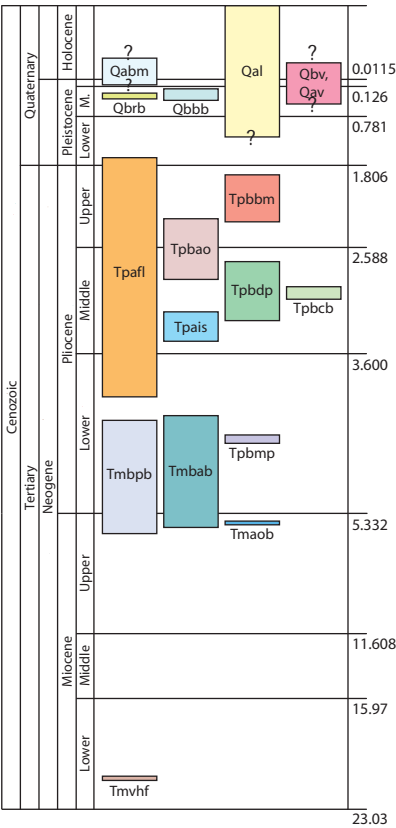 Cenozoic
Quaternary
Tertiary
Neogene
Holocene
Pleistocene
Pliocene
Miocene
M.
Lower
Upper
Middle
Lower
Upper
Middle
Lower
?
Qabm
?
Qbrb
Qbbb
Qal
?
?
Qbv,
Qav
?
Tpafl
Tpbao
Tpbbm
Tpais
Tpbdp
Tpbcb
Tmbpb
Tmbab
Tpbmp
Tmaob
Tmvhf
0.0115
0.126
0.781
1.806
2.588
3.600
5.332
11.608
15.97
23.03